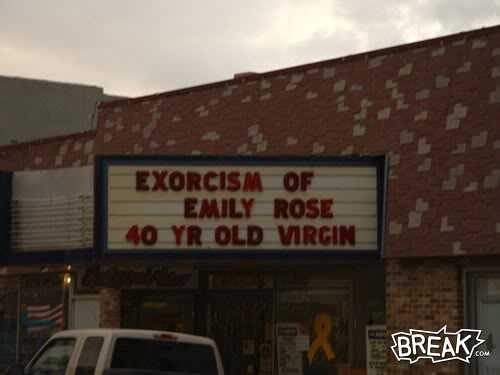 EXORCISM OF
EMILY ROSE
40 YR OLD VIRGIN
BREAK.com